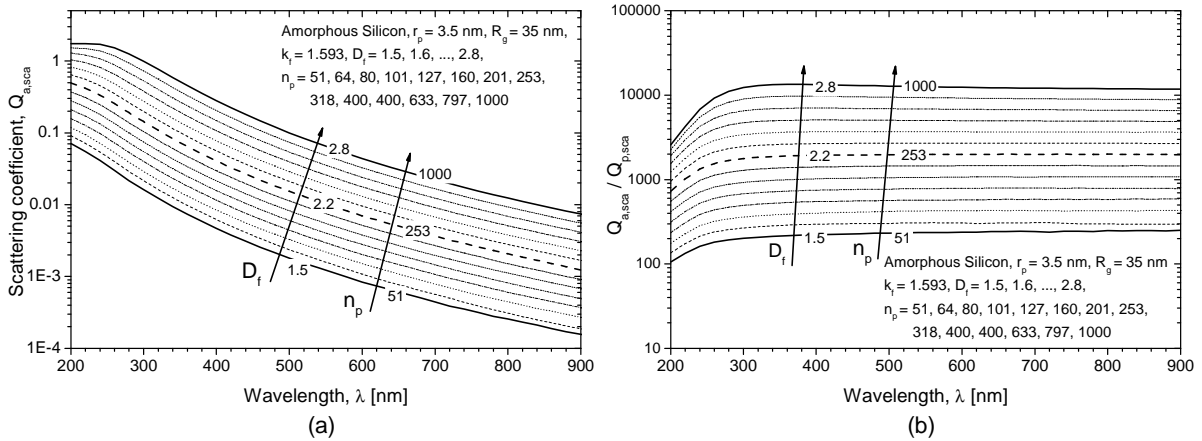 Amorphous Silicon, rₚ = 3.5 nm, R_g = 35 nm,
k_f = 1.593, D_f = 1.5, 1.6, ..., 2.8,
nₚ = 51, 64, 80, 101, 127, 160, 201, 253,
318, 400, 400, 633, 797, 1000
1
0.1
0.01
1E-3
1E-4
Scattering coefficient, Q_a,sca
2.8
1000
2.2
253
1.5
51
D_f
nₚ
200 300 400 500 600 700 800 900
Wavelength, λ [nm]
(a)
100000
10000
1000
100
10
Q_a,sca / Q_p,sca
2.8
1000
2.2
253
1.5
51
D_f
nₚ
Amorphous Silicon, rₚ = 3.5 nm, R_g = 35 nm
k_f = 1.593, D_f = 1.5, 1.6, ..., 2.8,
nₚ = 51, 64, 80, 101, 127, 160, 201, 253,
318, 400, 400, 633, 797, 1000
200 300 400 500 600 700 800 900
Wavelength, λ [nm]
(b)